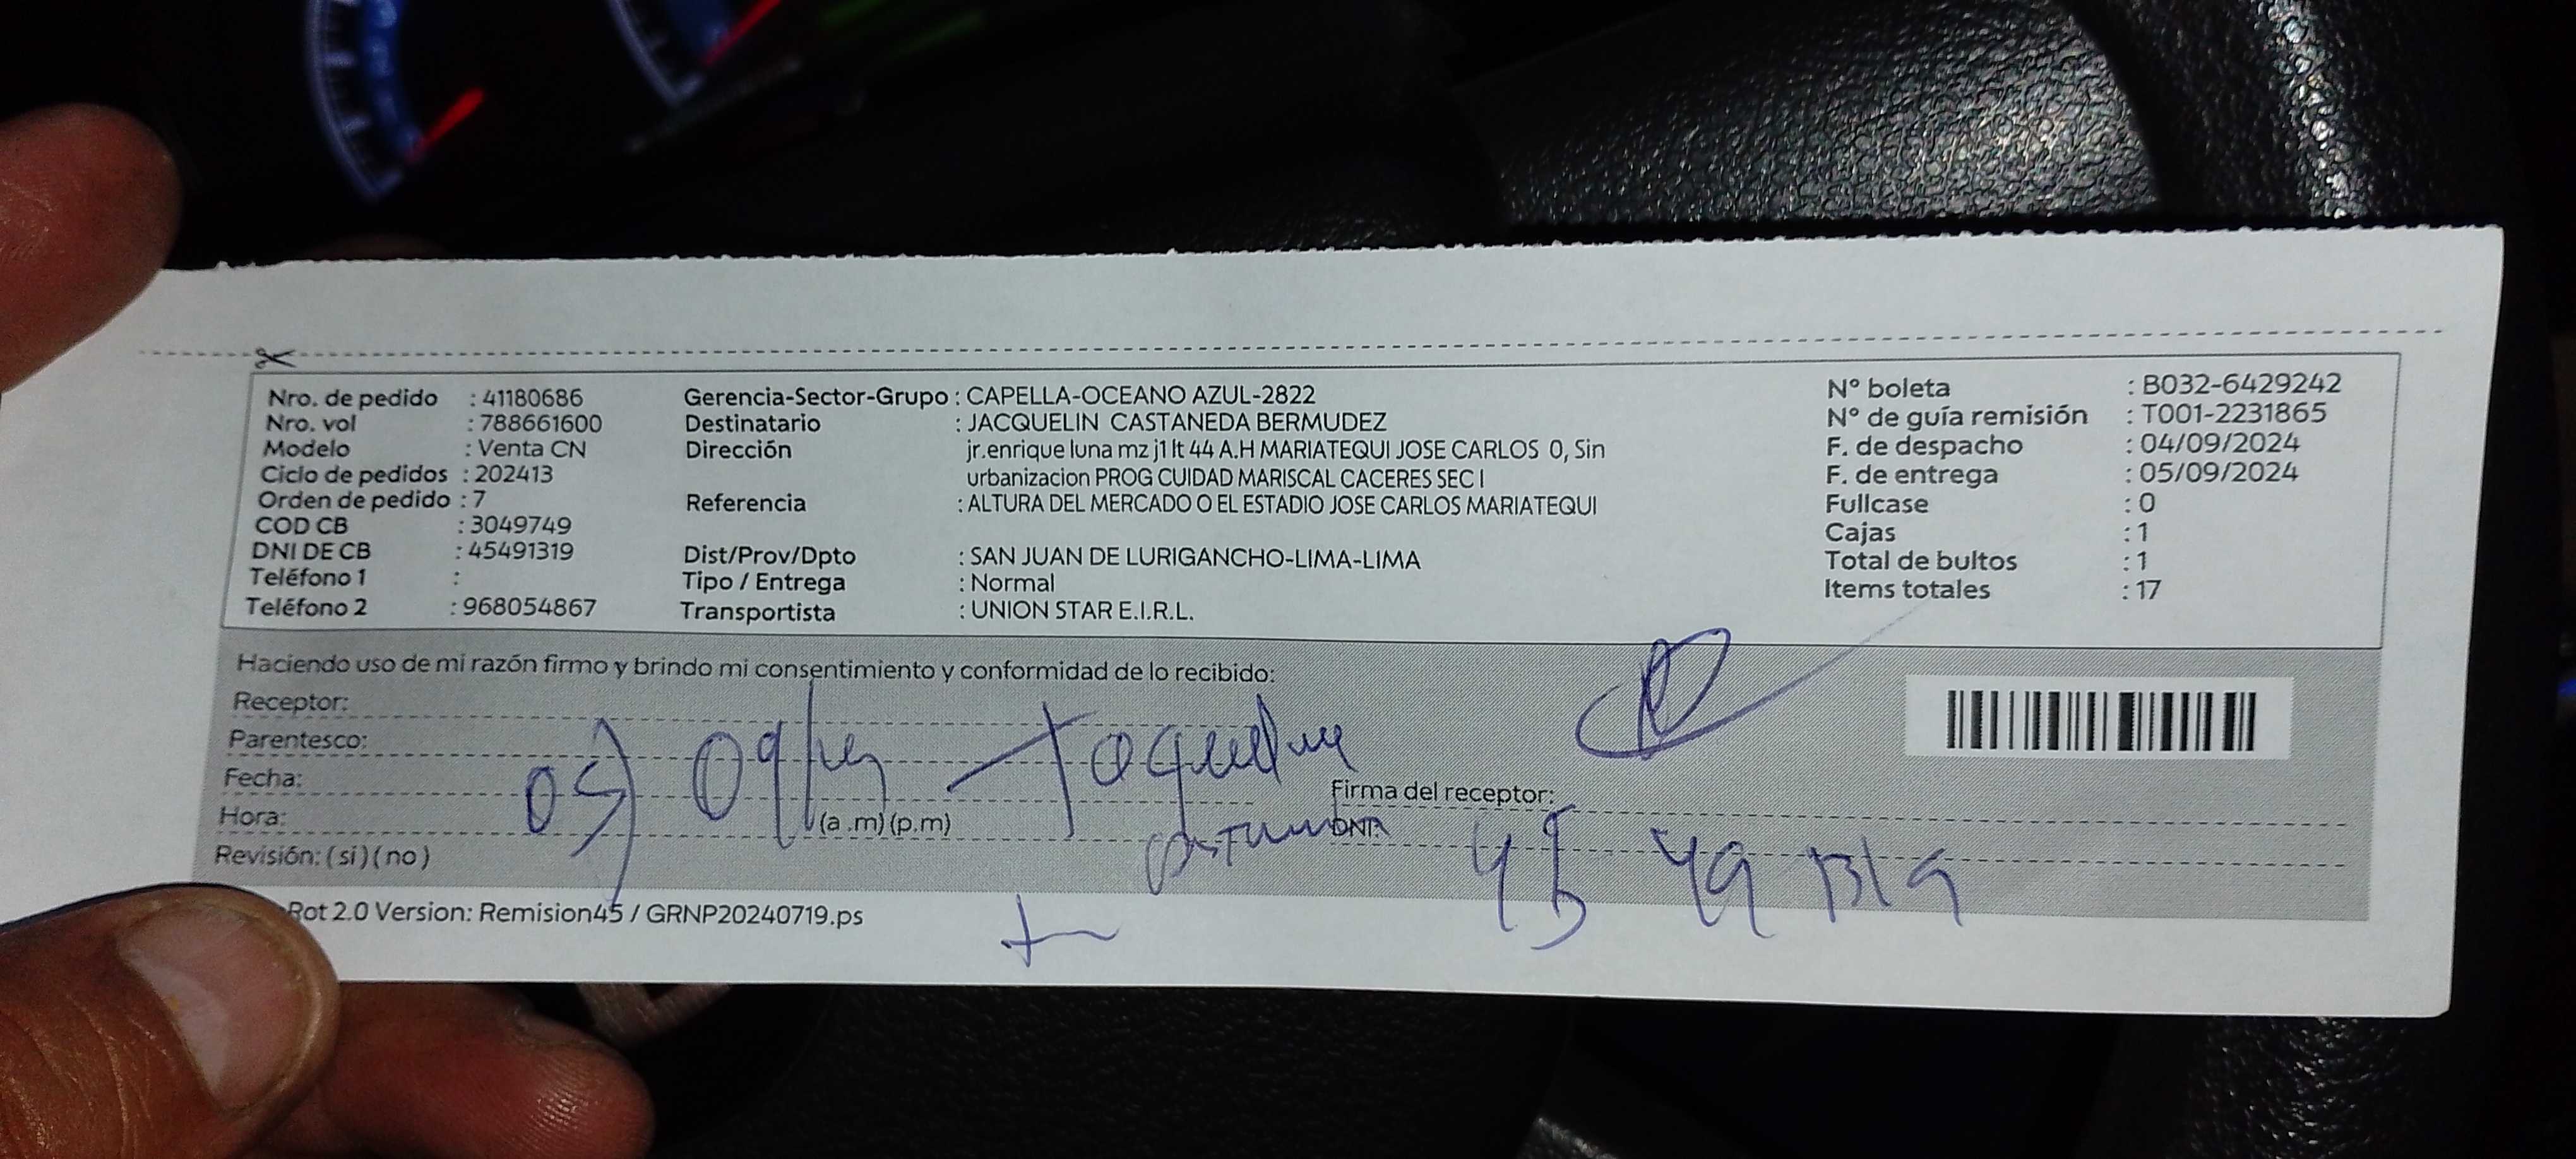 Nro. de pedido : 41180686
Nro. vol : 788661600
Modelo : Venta CN
Ciclo de pedidos : 202413
Orden de pedido : 7
COD CB : 3049749
DNI DE CB : 45491319
Teléfono 1 :
Teléfono 2 : 968054867
Gerencia-Sector-Grupo : CAPELLA-OCEANO AZUL-2822
Destinatario : JACQUELIN CASTANEDA BERMUDEZ
Dirección jr.enrique luna mz j1 lt 44 A.H MARIATEQUI JOSE CARLOS 0, Sin
urbanizacion PROG CUIDAD MARISCAL CACERES SEC I
Referencia : ALTURA DEL MERCADO O EL ESTADIO JOSE CARLOS MARIATEQUI
Dist/Prov/Dpto : SAN JUAN DE LURIGANCHO-LIMA-LIMA
Tipo / Entrega : Normal
Transportista : UNION STAR E.I.R.L.
N° boleta : B032-6429242
N° de guía remisión : T001-2231865
F. de despacho : 04/09/2024
F. de entrega : 05/09/2024
Fullcase : 0
Cajas : 1
Total de bultos : 1
Items totales : 17
Haciendo uso de mi razón firmo y brindo mi consentimiento y conformidad de lo recibido:
Receptor:
Parentesco:
Fecha:
Hora: (a .m) (p.m)
Revisión: (si) (no)
Firma del receptor:
DNI: 45 49 1319
Rot 2.0 Version: Remision45 / GRNP20240719.ps